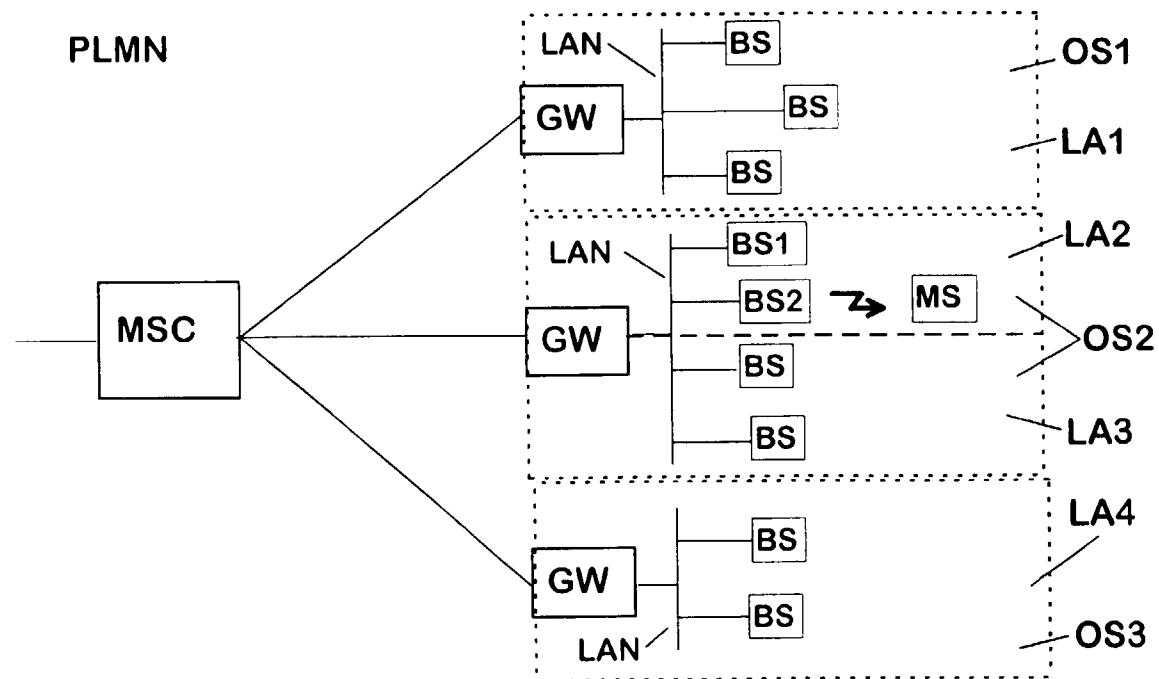 PLMN
LAN
BS
OS1
GW
BS
LA1
BS
LAN
BS1
LA2
MSC
GW
BS2
MS
OS2
BS
BS
LA3
LA4
GW
BS
BS
LAN
OS3